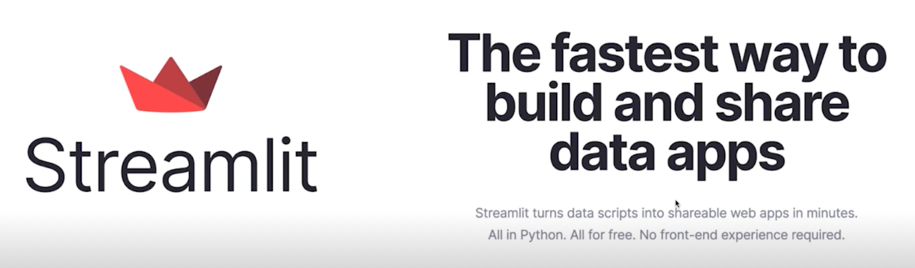 Streamlit
The fastest way to
build and share
data apps
Streamlit turns data scripts into shareable web apps in minutes.
All in Python. All for free. No front-end experience required.